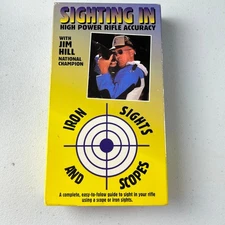 SIGHTING IN
HIGH POWER RIFLE ACCURACY
WITH
JIM
HILL
NATIONAL
CHAMPION
IRON SIGHTS
AND SCOPES
A complete, easy-to-follow guide to sight in your rifle
using a scope or iron sights.